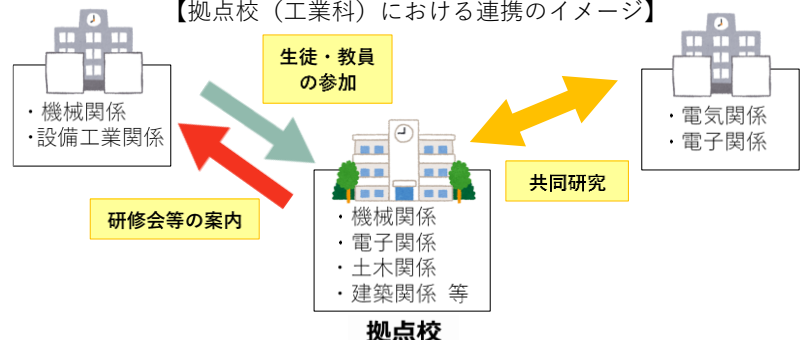 【拠点校（工業科）における連携のイメージ】
生徒・教員
の参加
・機械関係
・設備工業関係
・電気関係
・電子関係
共同研究
研修会等の案内
・機械関係
・電子関係
・土木関係
・建築関係 等
拠点校